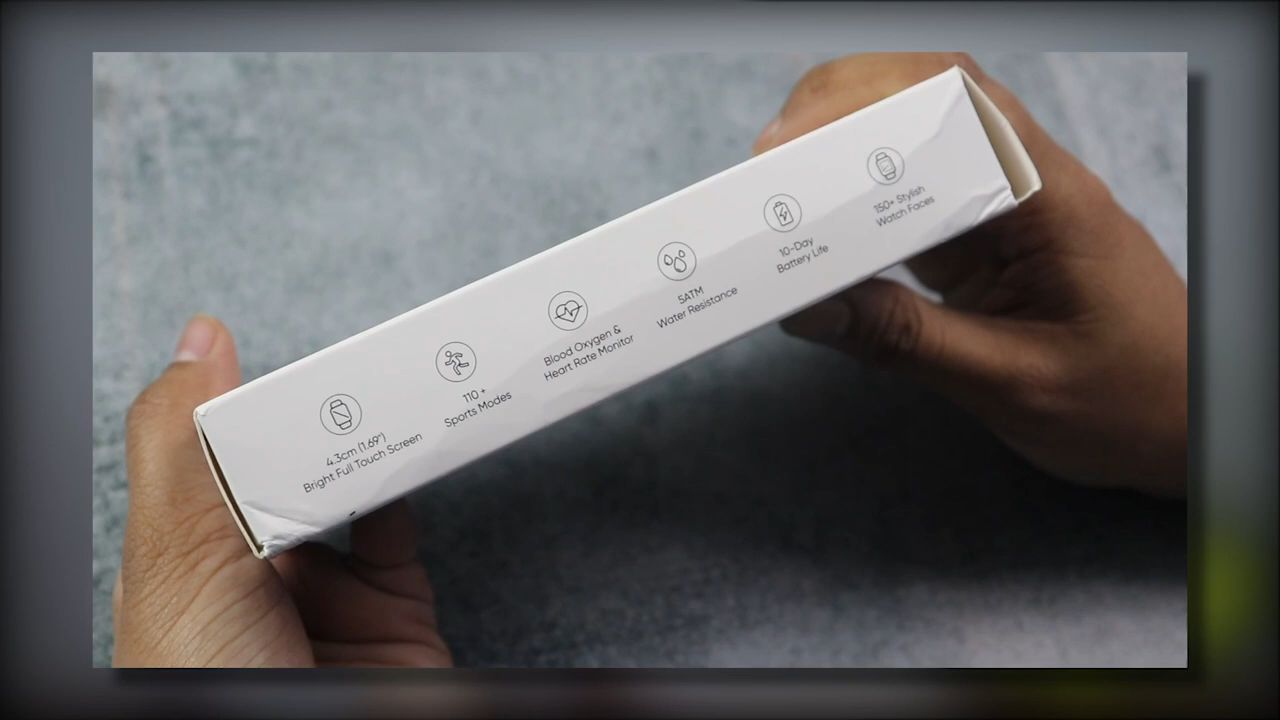 4.3cm (1.69")
Bright Full Touch Screen
110 +
Sports Modes
Blood Oxygen &
Heart Rate Monitor
5ATM
Water Resistance
10-Day
Battery Life
150+ Stylish
Watch Faces